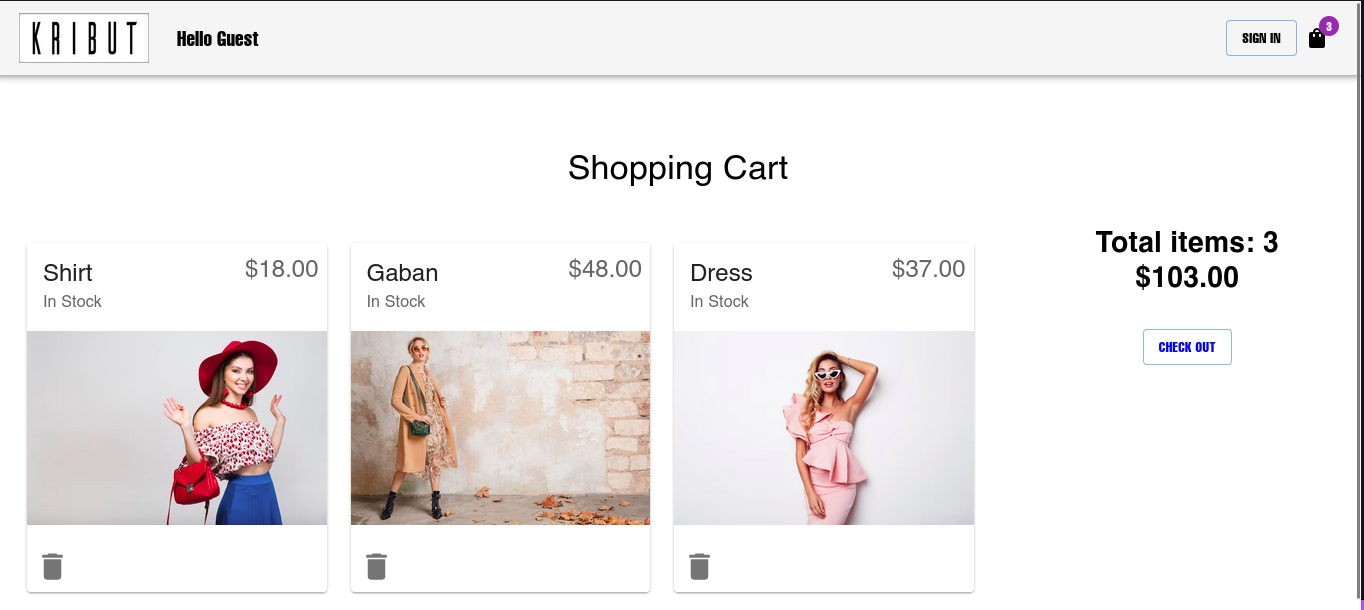 KRIBUT
Hello Guest
SIGN IN
3
Shopping Cart
Shirt
$18.00
In Stock
Gaban
$48.00
In Stock
Dress
$37.00
In Stock
Total items: 3
$103.00
CHECK OUT